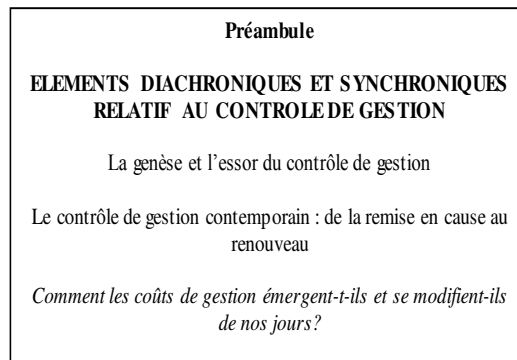 Préambule
ELEMENTS DIACHRONIQUES ET SYNCHRONIQUES
RELATIF AU CONTROLE DE GESTION
La genèse et l'essor du contrôle de gestion
Le contrôle de gestion contemporain : de la remise en cause au
renouveau
Comment les coûts de gestion émergent-t-ils et se modifient-ils
de nos jours?